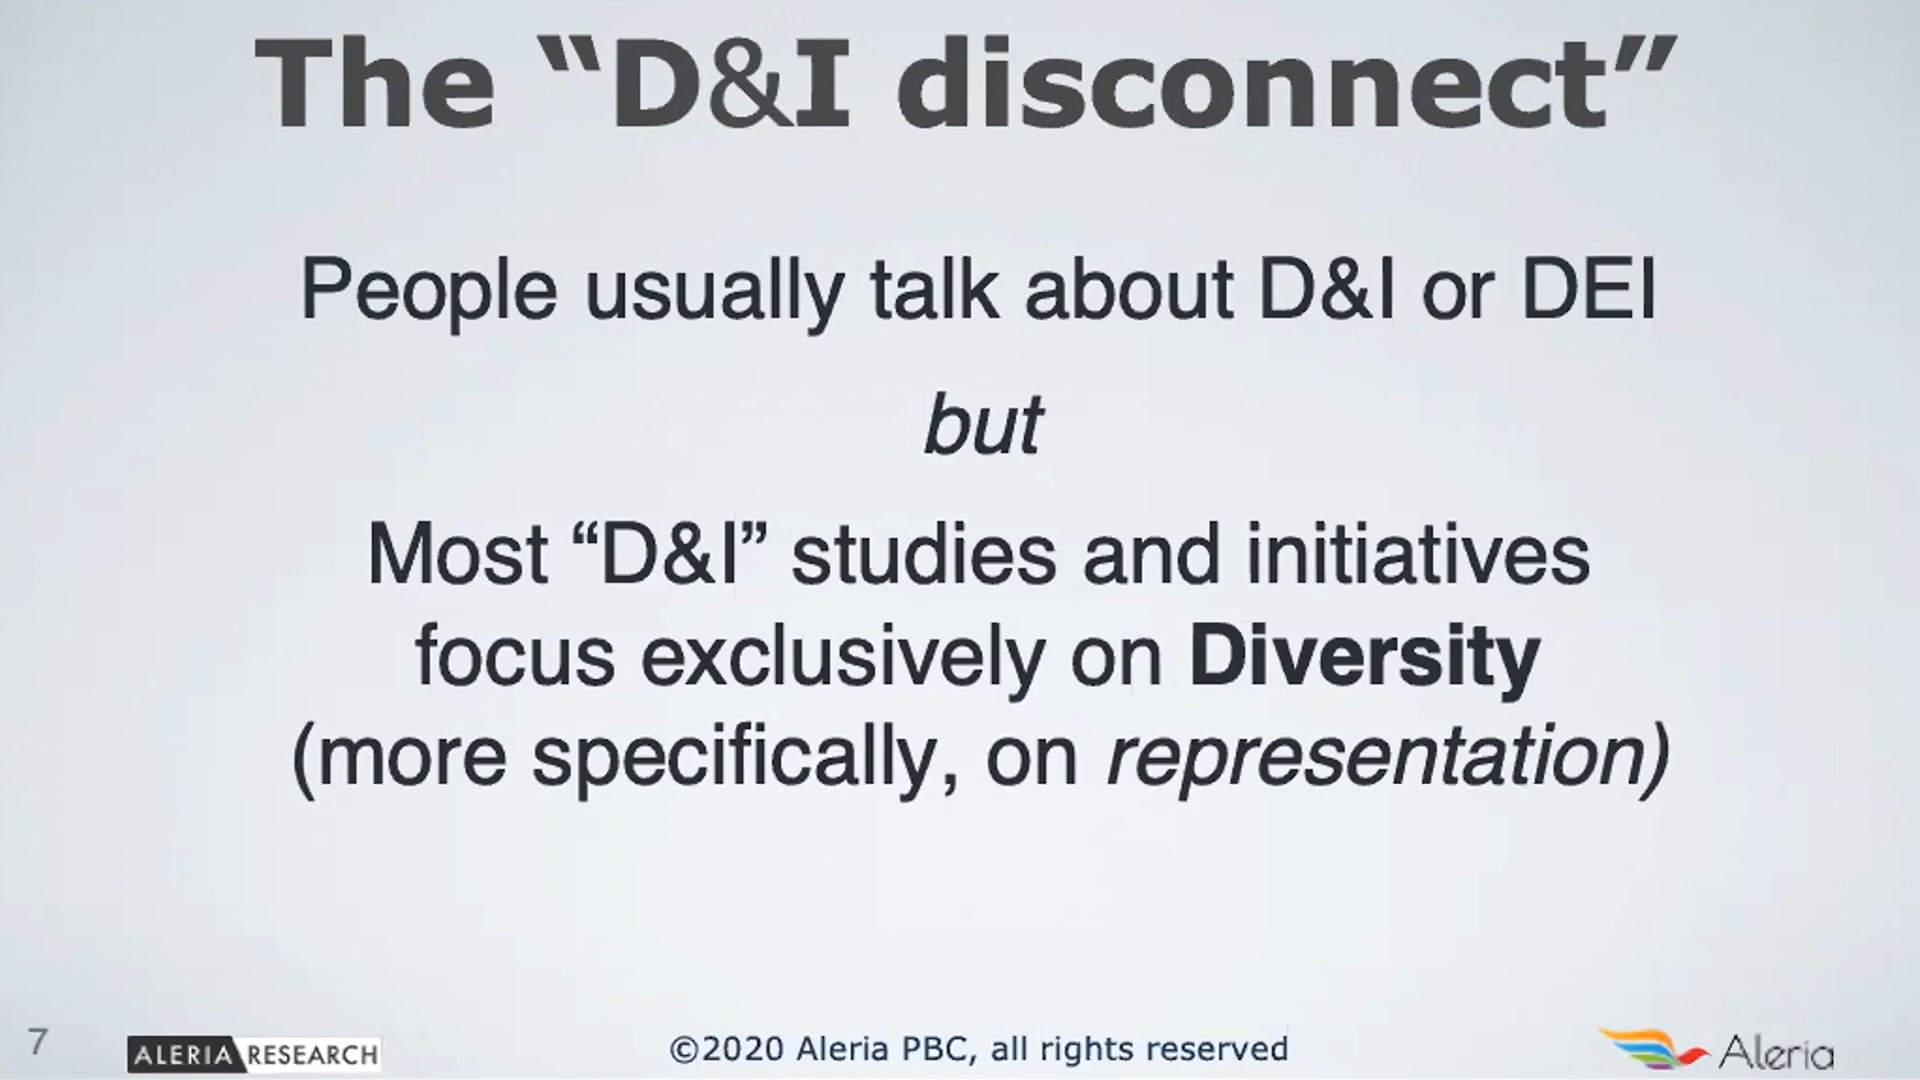 The “D&I disconnect”
People usually talk about D&I or DEI
but
Most “D&I” studies and initiatives
focus exclusively on Diversity
(more specifically, on representation)
7
ALERIA RESEARCH
©2020 Aleria PBC, all rights reserved
Aleria